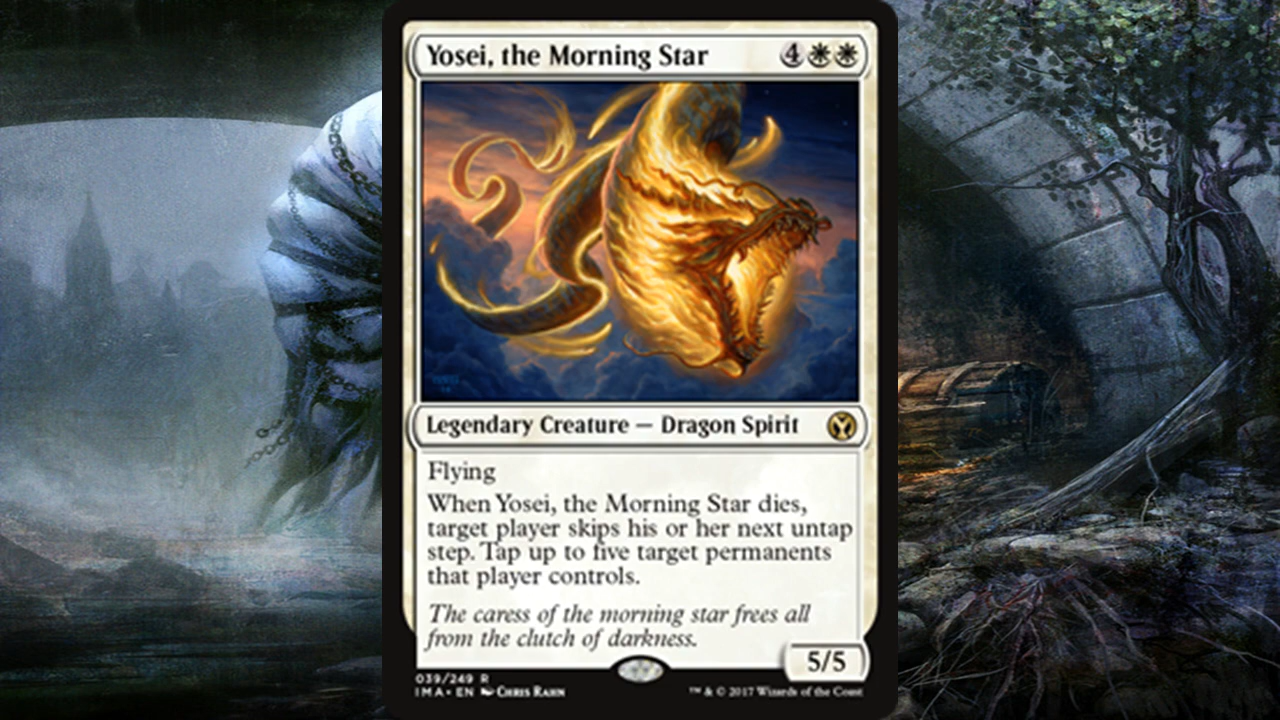 Yosei, the Morning Star 4
Legendary Creature — Dragon Spirit
Flying
When Yosei, the Morning Star dies,
target player skips his or her next untap
step. Tap up to five target permanents
that player controls.
The caress of the morning star frees all
from the clutch of darkness.
5/5
039/249 R
IMA • EN Chris Rahn
™ & © 2017 Wizards of the Coast